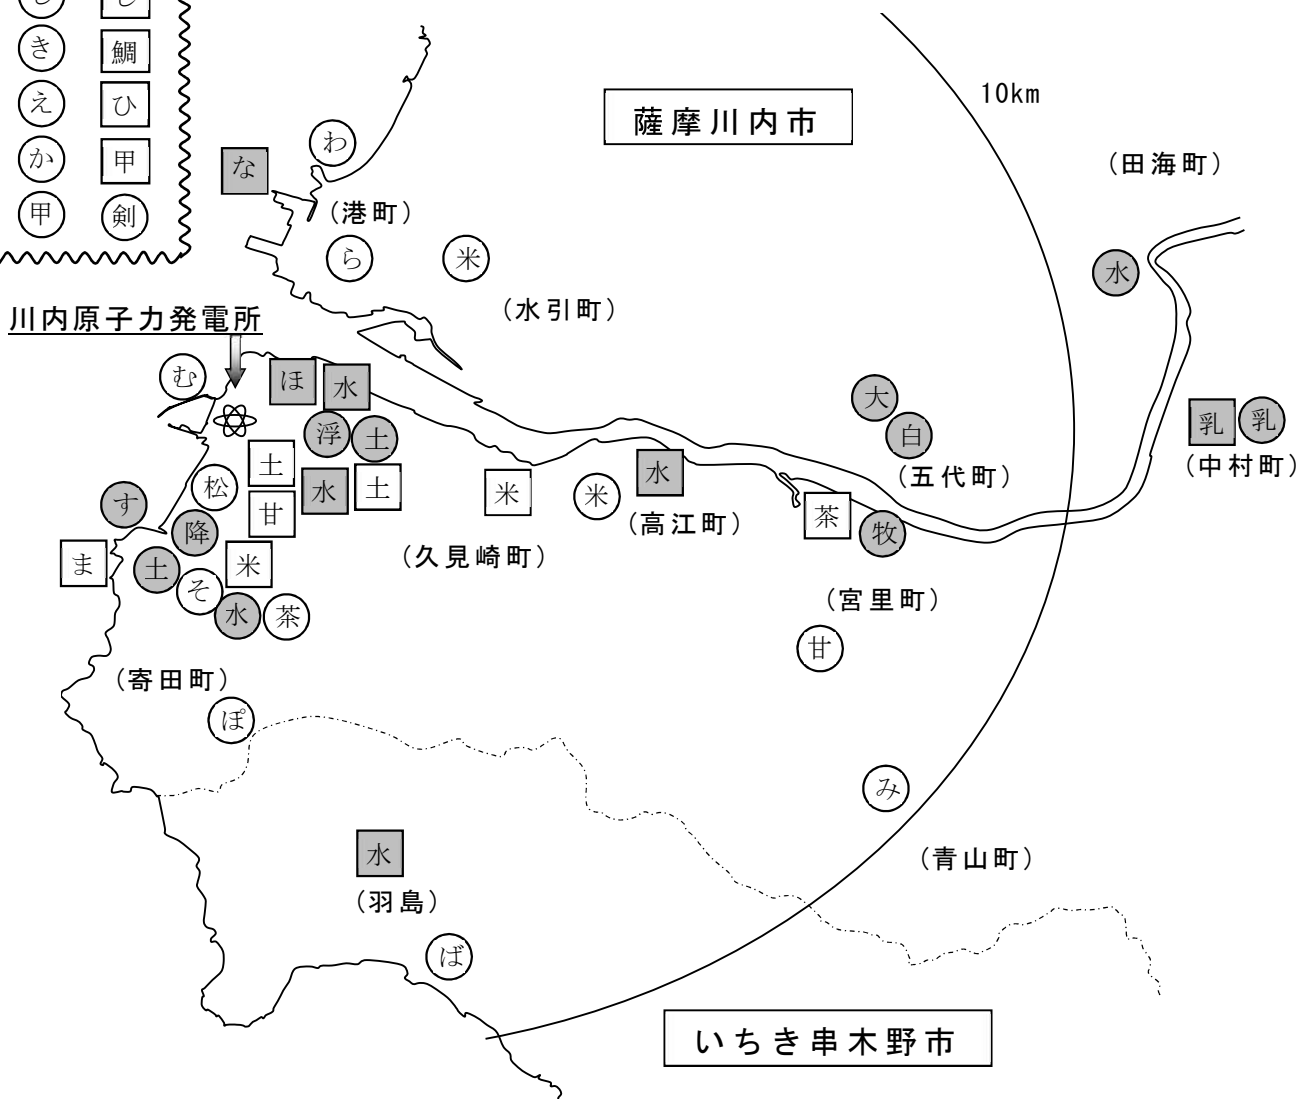 き 鯛
え ひ
か 甲
甲 剣
10km
薩摩川内市
(田海町)
わ
な
(港町)
ら 米
水
(水引町)
川内原子力発電所
む
ほ 水
大
白
浮 土
乳 乳
(中村町)
(五代町)
土
松 水 土
米 米 水
す 甘
茶
(高江町)
降
牧
(久見崎町)
ま 土 米
そ
水 茶
(宮里町)
甘
(寄田町)
ぽ
み
水
(青山町)
(羽島)
ば
いちき串木野市